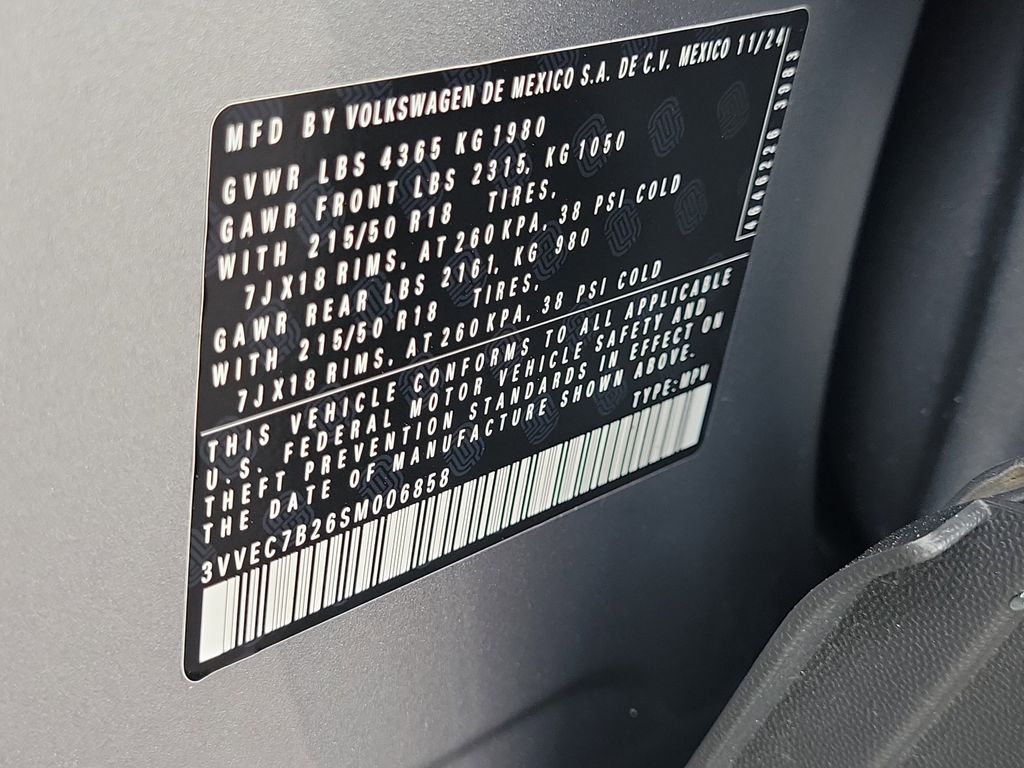 MFD BY VOLKSWAGEN DE MEXICO S.A. DE C.V. MEXICO 11/24
GVWR LBS 4365 KG 1980
GAWR FRONT LBS 2315, KG 1050
WITH 215/50 R18 TIRES,
7JX18 RIMS, AT 260 KPA, 38 PSI COLD
GAWR REAR LBS 2161, KG 980
WITH 215/50 R18 TIRES,
7JX18 RIMS, AT 260 KPA, 38 PSI COLD
THIS VEHICLE CONFORMS TO ALL APPLICABLE
U.S. FEDERAL MOTOR VEHICLE SAFETY AND
THEFT PREVENTION STANDARDS IN EFFECT ON
THE DATE OF MANUFACTURE SHOWN ABOVE.
3VVEC7B26SM006858 TYPE:MPV